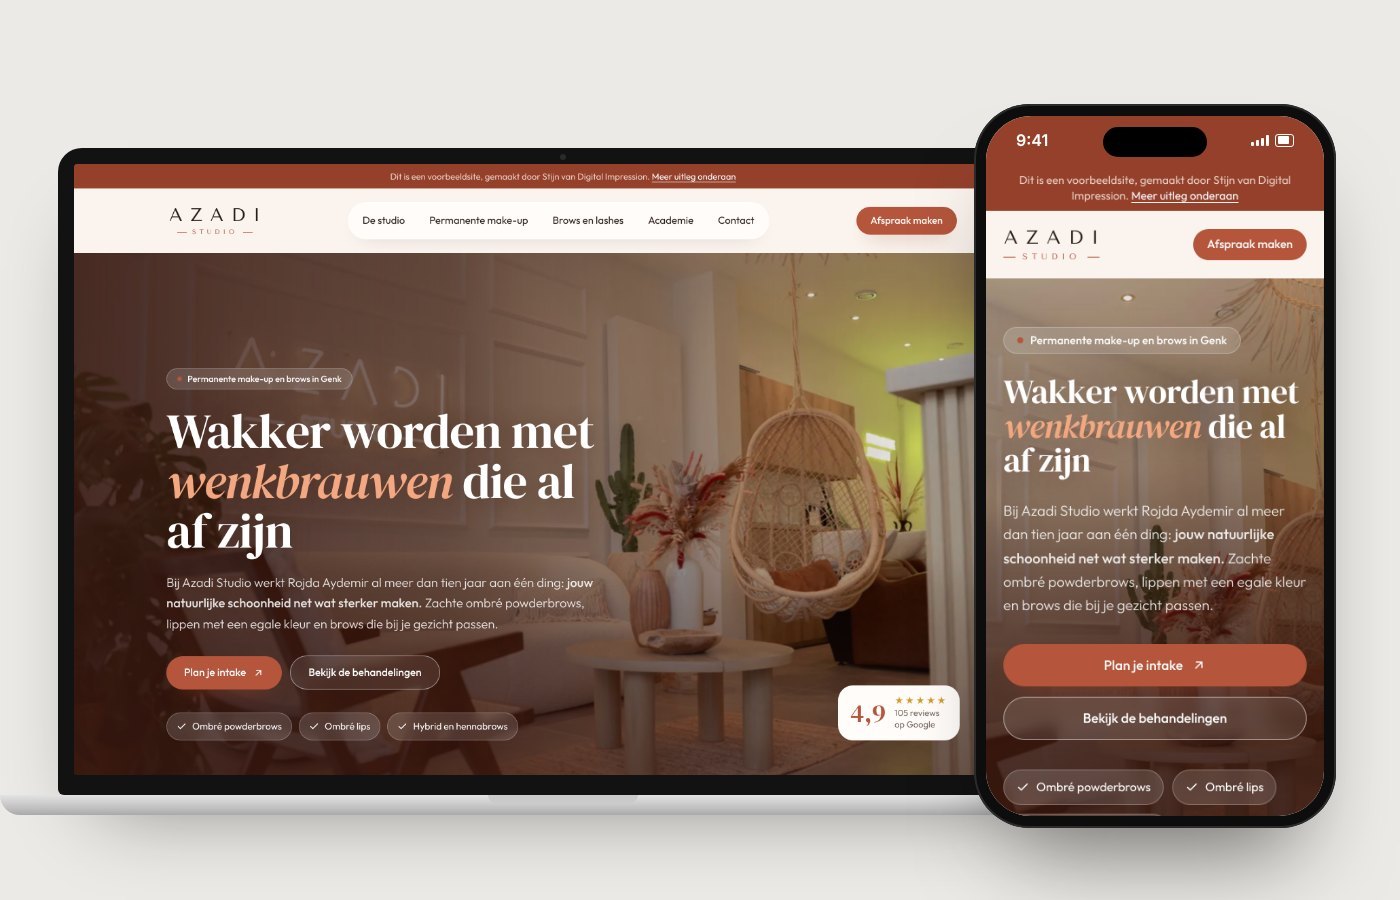 Dit is een voorbeeldsite, gemaakt door Stijn van Digital Impression. Meer uitleg onderaan
AZADI
STUDIO
De studio
Permanente make-up
Brows en lashes
Academie
Contact
Afspraak maken
AZADI
Permanente make-up en brows in Genk
Wakker worden met
wenkbrauwen die al
af zijn
Bij Azadi Studio werkt Rojda Aydemir al meer dan tien jaar aan één ding: jouw
natuurlijke schoonheid net wat sterker maken. Zachte ombré powderbrows,
lippen met een egale kleur en brows die bij je gezicht passen.
Plan je intake
Bekijk de behandelingen
Ombré powderbrows
Ombré lips
Hybrid en hennabrows
4,9
105 reviews
op Google
9:41
Dit is een voorbeeldsite, gemaakt door Stijn van Digital
Impression. Meer uitleg onderaan
AZADI
STUDIO
Afspraak maken
Permanente make-up en brows in Genk
Wakker worden met
wenkbrauwen die al
af zijn
Bij Azadi Studio werkt Rojda Aydemir al meer
dan tien jaar aan één ding: jouw natuurlijke
schoonheid net wat sterker maken. Zachte
ombré powderbrows, lippen met een egale kleur
en brows die bij je gezicht passen.
Plan je intake
Bekijk de behandelingen
Ombré powderbrows
Ombré lips